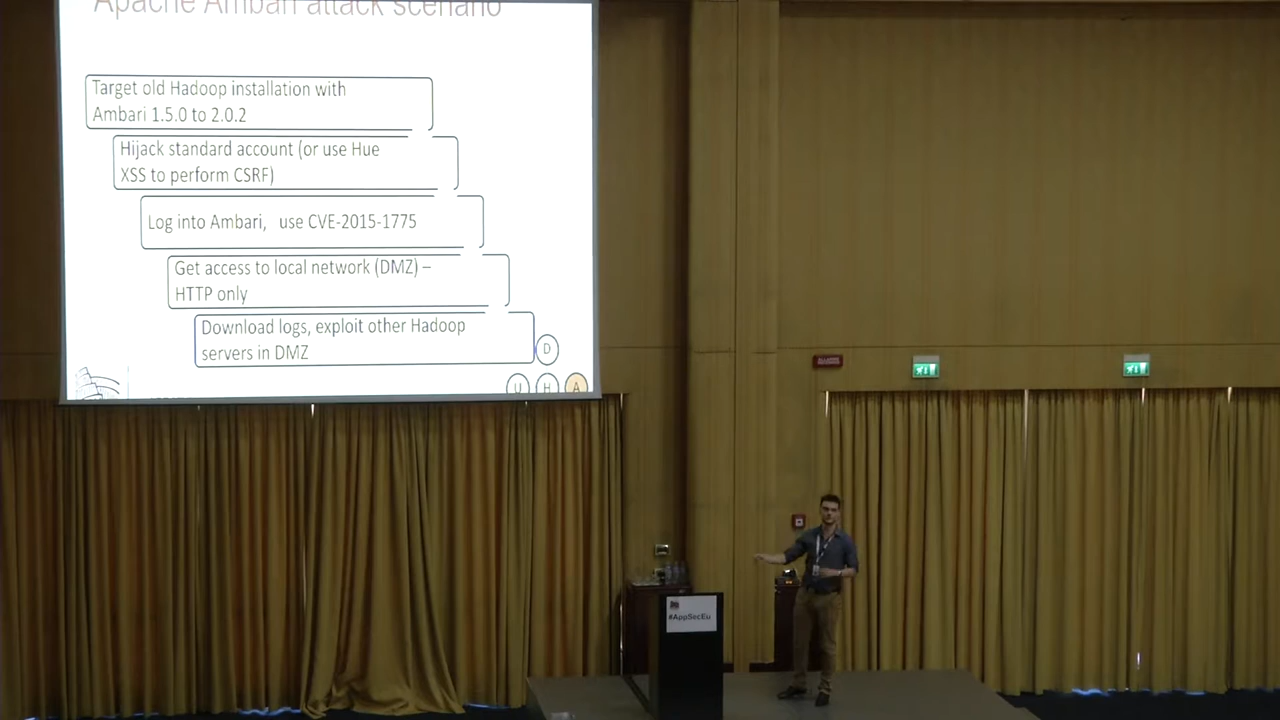 Apache Ambari attack scenario
Target old Hadoop installation with
Ambari 1.5.0 to 2.0.2
Hijack standard account (or use Hue
XSS to perform CSRF)
Log into Ambari, use CVE-2015-1775
Get access to local network (DMZ) –
HTTP only
Download logs, exploit other Hadoop
servers in DMZ
D
U H A
#AppSecEu